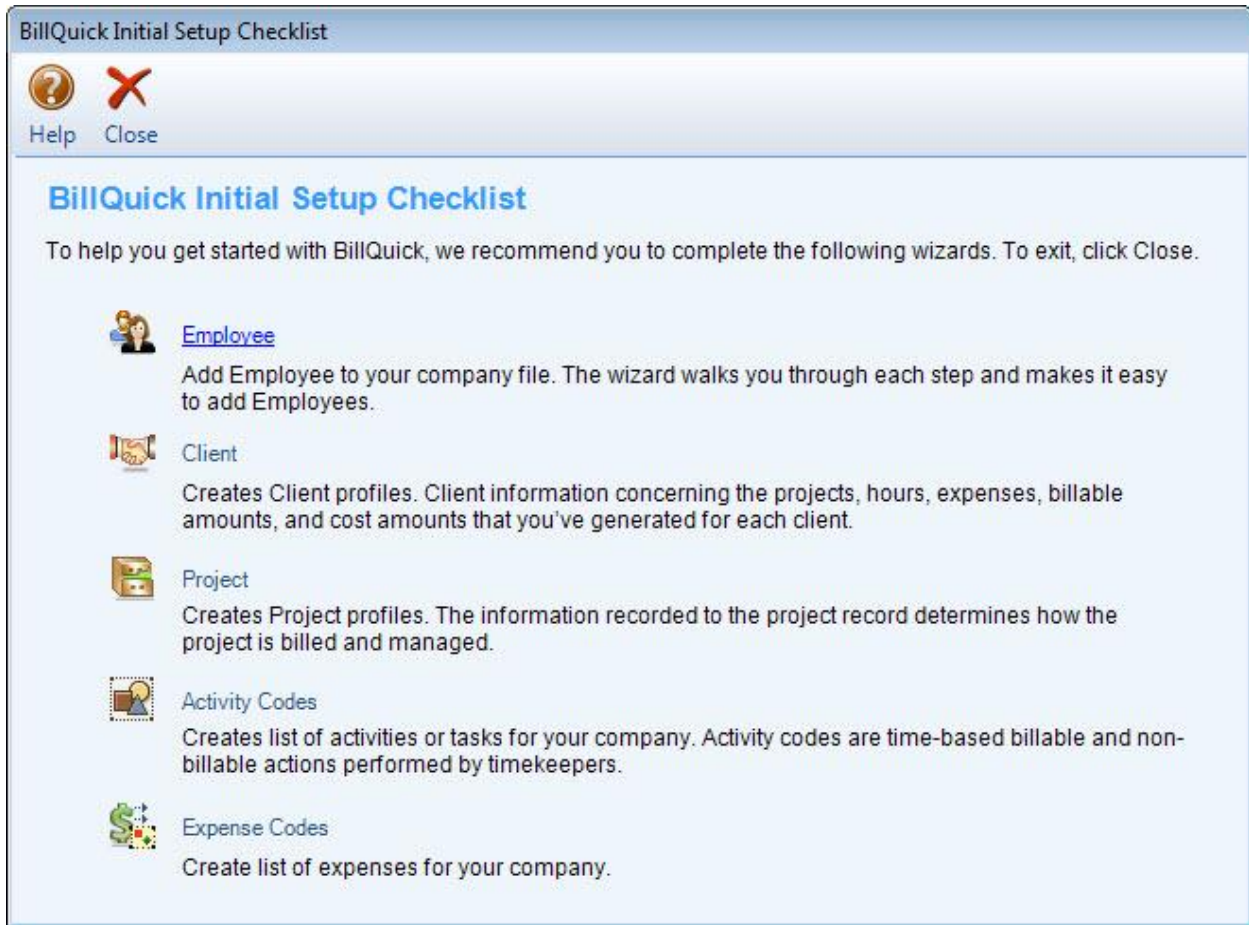 BillQuick Initial Setup Checklist
Help Close
BillQuick Initial Setup Checklist
To help you get started with BillQuick, we recommend you to complete the following wizards. To exit, click Close.
Employee
Add Employee to your company file. The wizard walks you through each step and makes it easy
to add Employees.
Client
Creates Client profiles. Client information concerning the projects, hours, expenses, billable
amounts, and cost amounts that you've generated for each client.
Project
Creates Project profiles. The information recorded to the project record determines how the
project is billed and managed.
Activity Codes
Creates list of activities or tasks for your company. Activity codes are time-based billable and non-
billable actions performed by timekeepers.
Expense Codes
Create list of expenses for your company.